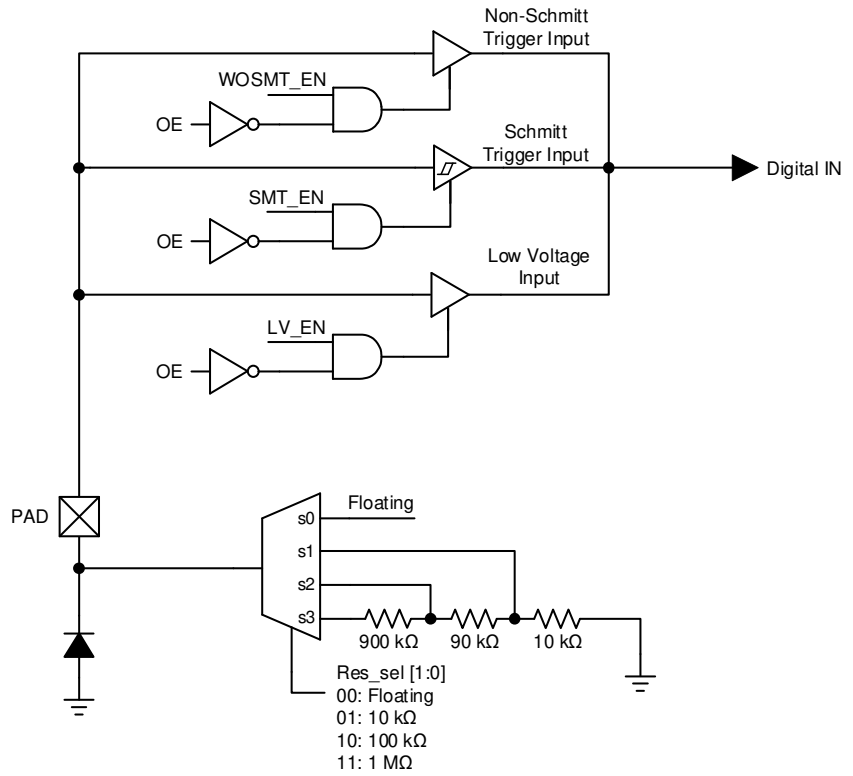 Non-Schmitt
Trigger Input
WOSMT_EN
OE
Schmitt
Trigger Input
Digital IN
SMT_EN
OE
Low Voltage
Input
LV_EN
OE
PAD
Floating
s0
s1
s2
s3
900 kΩ
90 kΩ
10 kΩ
Res_sel [1:0]
00: Floating
01: 10 kΩ
10: 100 kΩ
11: 1 MΩ